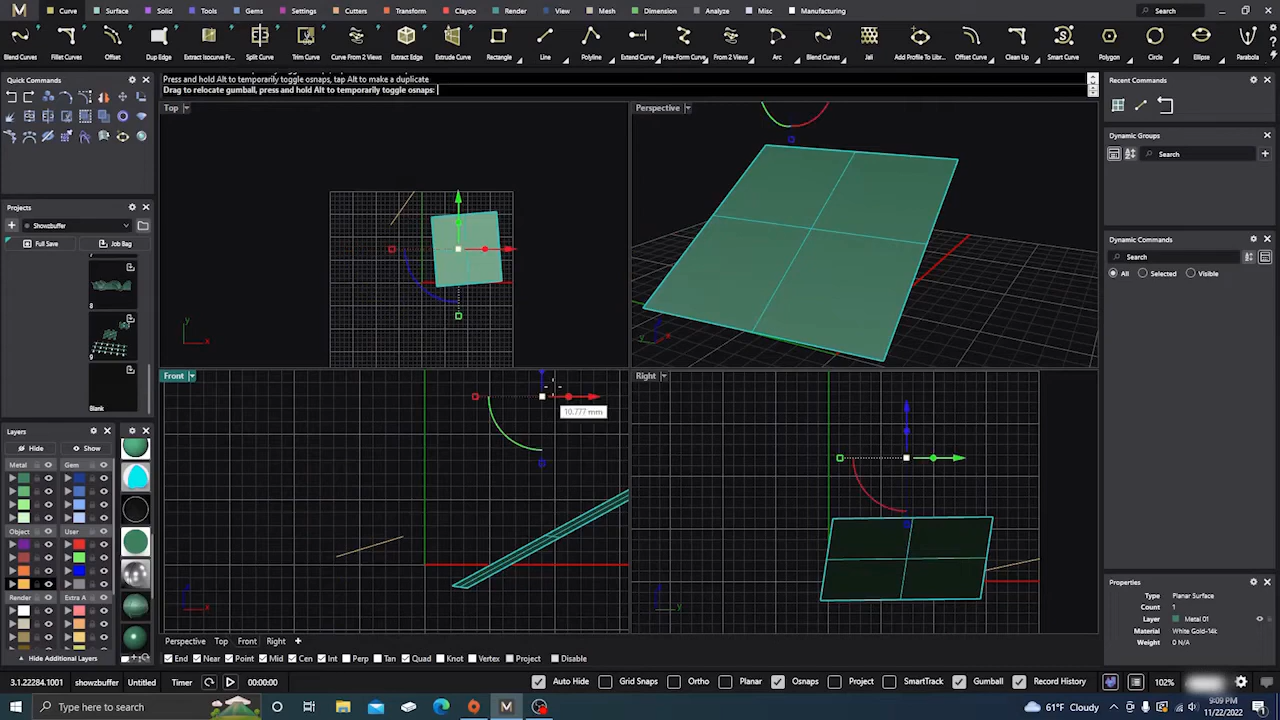 Curve Surface Solid Tools Gems Settings Cutters Transform Clayoo Render View Mesh Dimension Analysis Misc Manufacturing Search
Blend Curves Fillet Curves Offset Dup Border Extract Isocurve Fr... Split Trim Curve From 2 Views Extract Edge Extrude Curve Rectangle Line Polyline Extend Curve Free-Form Curve From 2 Views Arc Blend Curves Jail Add Profile To Lib... Offset Curve Fillet Curves Polygon Circle Ellipse Parabola
Quick Commands
Press and hold Alt to temporarily toggle osnaps, tap Alt to make a duplicate
Drag to relocate gumball, press and hold Alt to temporarily toggle osnaps:
Recent Commands
Top
Perspective
Dynamic Groups
Search
Projects
Showzbuffer
Full Save Job Bag
8
9
Blank
Dynamic Commands
Search
All Selected Visible
y
x
y
x
Front
Right
10.777 mm
Layers
Hide Show
Metal Gem
Object User
Render Extra A
Hide Additional Layers
x
y
Properties
Type Planar Surface
Count 1
Layer Metal 01
Material White Gold-14k
Weight 0 N/A
Perspective Top Front Right
End Near Point Mid Cen Int Perp Tan Quad Knot Vertex Project Disable
3.1.22284.1001 showzbuffer Untitled Timer 00:00:00 Auto Hide Grid Snaps Ortho Planar Osnaps Project SmartTrack Gumball Record History 102%
Type here to search
61°F Cloudy
9:09 PM
11/22/2022